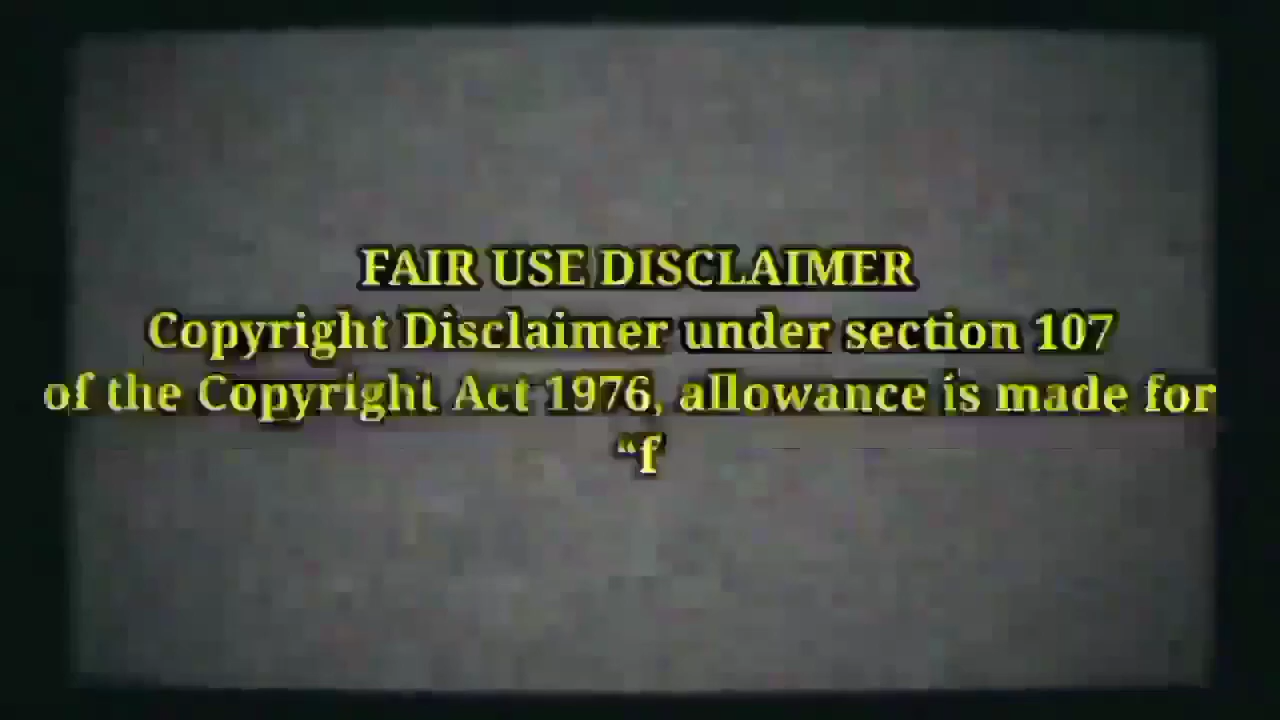 FAIR USE DISCLAIMER
Copyright Disclaimer under section 107
of the Copyright Act 1976, allowance is made for
“f